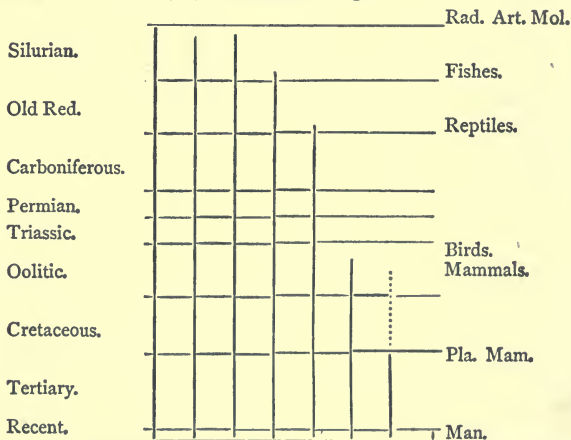 Rad. Art. Mol.
Silurian.
Fishes.
Old Red.
Reptiles.
Carboniferous.
Permian.
Triassic.
Birds.
Oolitic.
Mammals.
Cretaceous.
Pla. Mam.
Tertiary.
Recent.
Man.